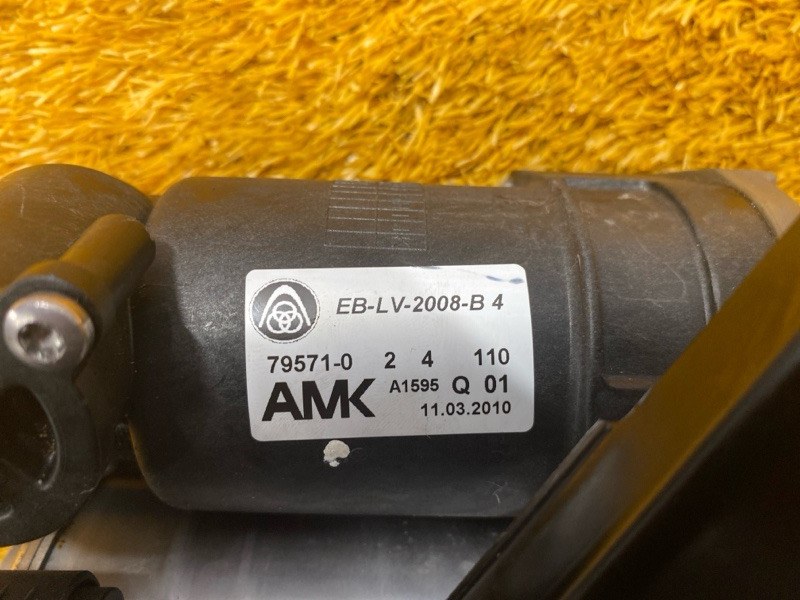 EB-LV-2008-B 4
79571-0 2 4 110
AMK A1595 Q 01
11.03.2010